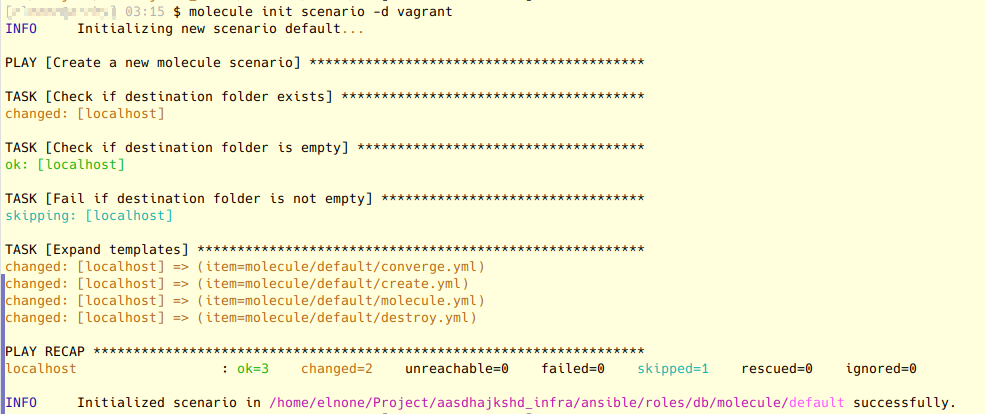 ] 03:15 $ molecule init scenario -d vagrant
INFO     Initializing new scenario default...
PLAY [Create a new molecule scenario] ******************************************
TASK [Check if destination folder exists] **************************************
changed: [localhost]
TASK [Check if destination folder is empty] ************************************
ok: [localhost]
TASK [Fail if destination folder is not empty] *********************************
skipping: [localhost]
TASK [Expand templates] ********************************************************
changed: [localhost] => (item=molecule/default/converge.yml)
changed: [localhost] => (item=molecule/default/create.yml)
changed: [localhost] => (item=molecule/default/molecule.yml)
changed: [localhost] => (item=molecule/default/destroy.yml)
PLAY RECAP *********************************************************************
localhost                  : ok=3    changed=2    unreachable=0    failed=0    skipped=1    rescued=0    ignored=0
INFO     Initialized scenario in /home/elnone/Project/aasdhajkshd_infra/ansible/roles/db/molecule/default successfully.